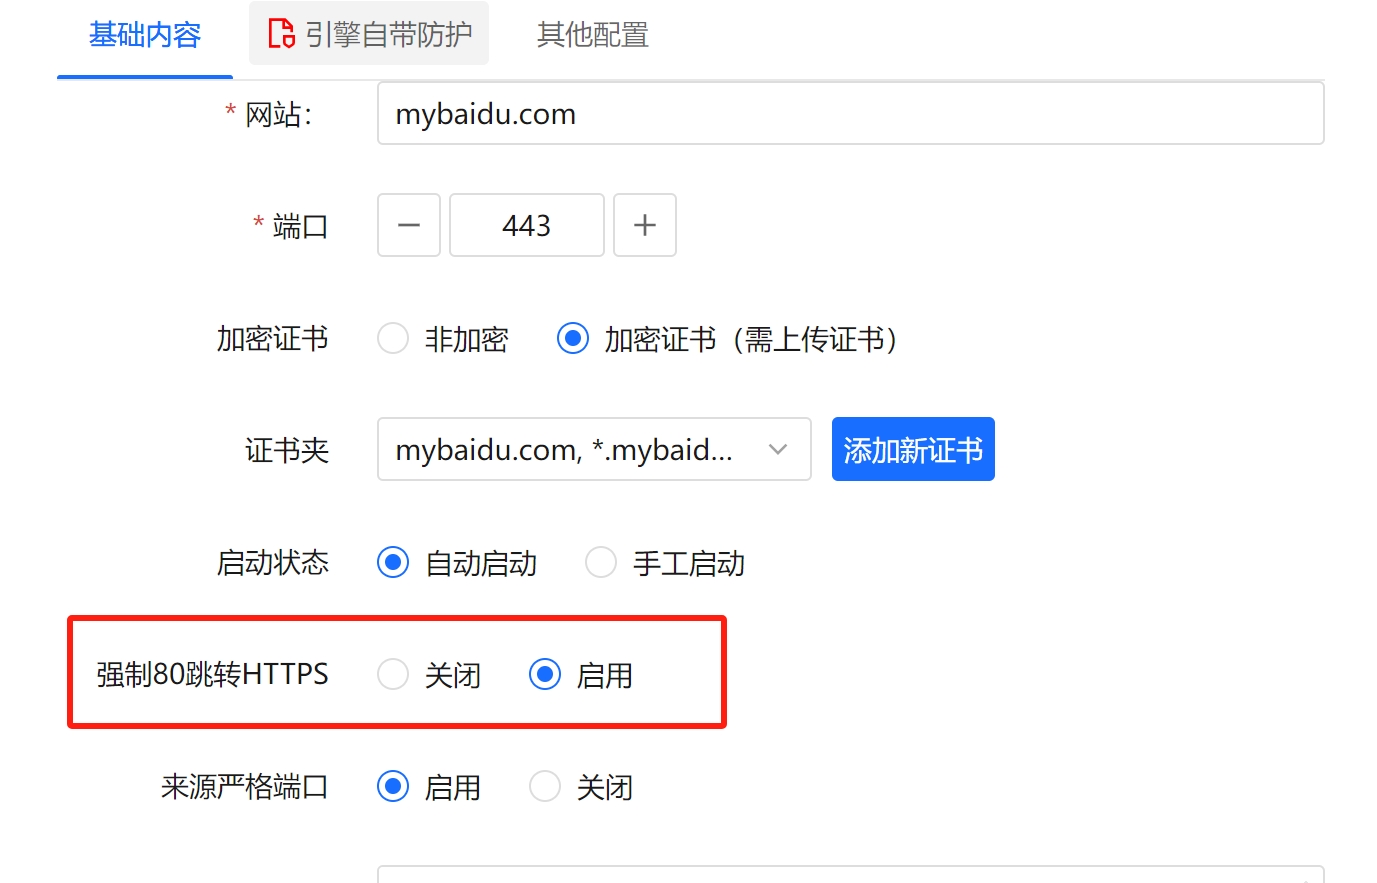 基础内容 引擎自带防护 其他配置
* 网站： mybaidu.com
* 端口 − 443 +
加密证书 非加密 加密证书（需上传证书）
证书夹 mybaidu.com, *.mybaid... 添加新证书
启动状态 自动启动 手工启动
强制80跳转HTTPS 关闭 启用
来源严格端口 启用 关闭